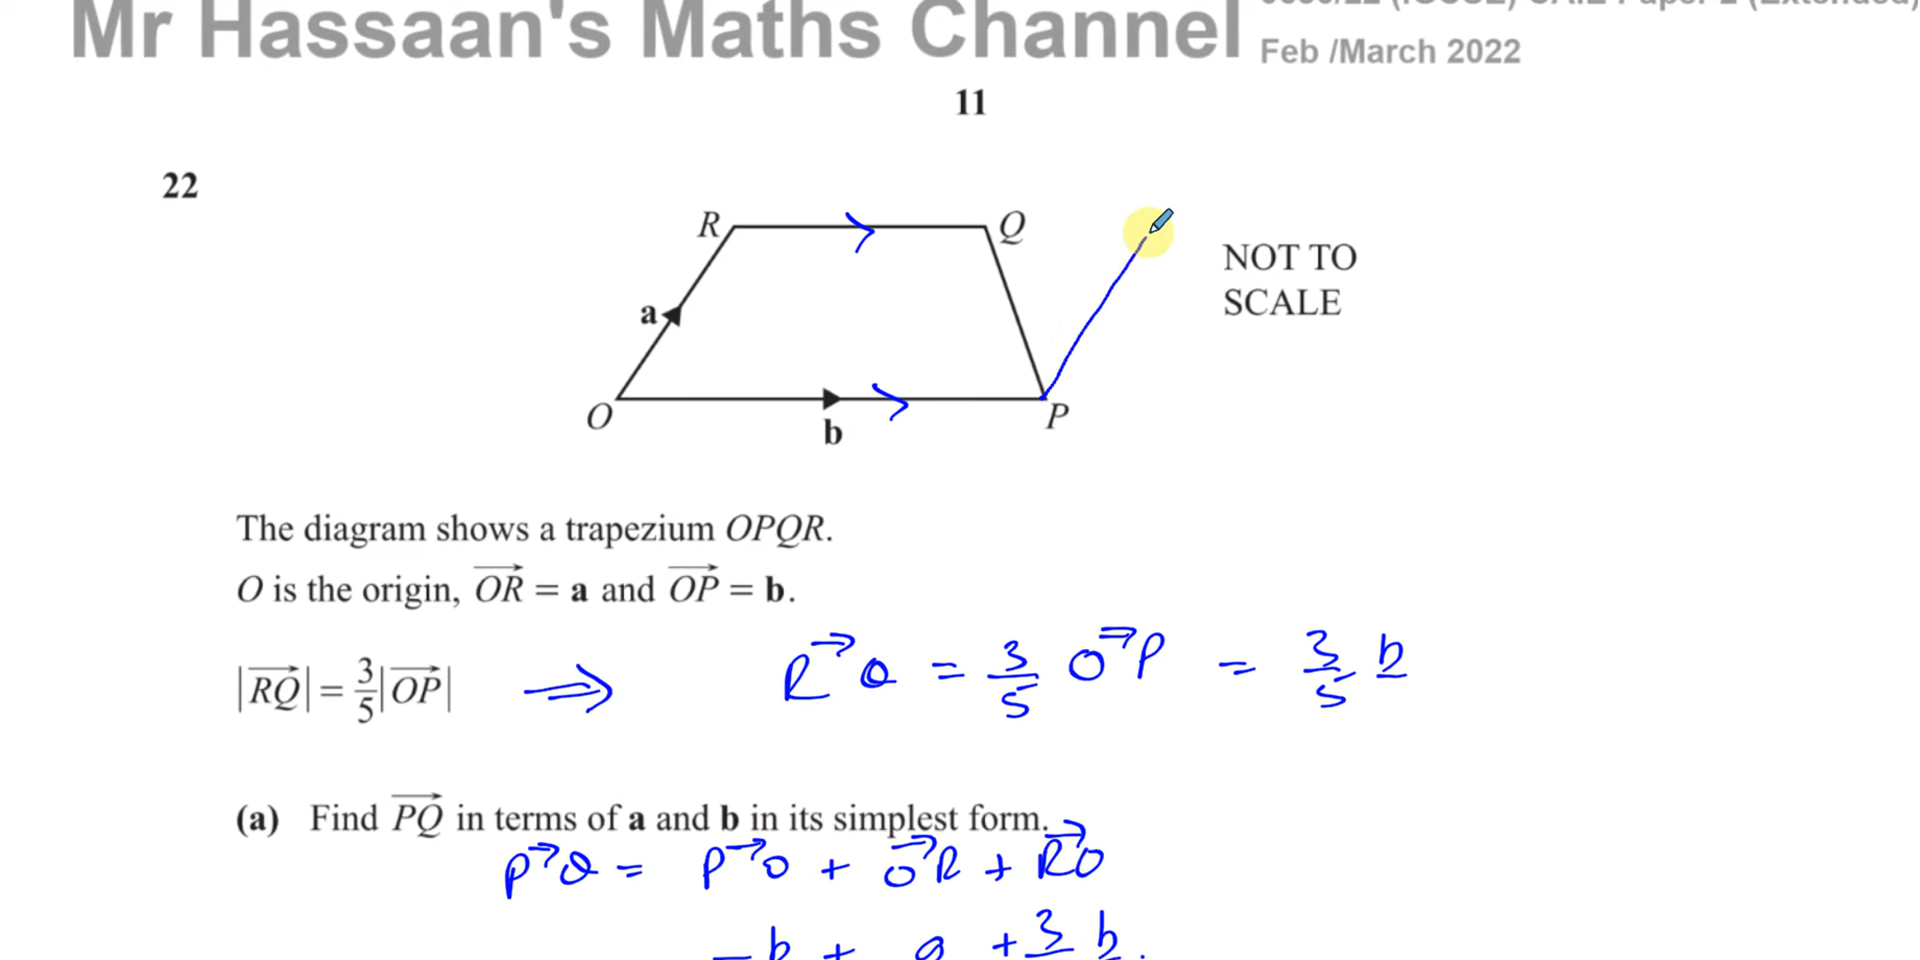 Mr Hassaan's Maths Channel
Feb /March 2022
11
22
R
Q
a
NOT TO
SCALE
O
P
b
The diagram shows a trapezium OPQR.
O is the origin, OR = a and OP = b.
|RQ| = 3/5 |OP| ⇒ RQ = 3/5 OP = 3/5 b
(a) Find PQ in terms of a and b in its simplest form.
PQ = PO + OR + RQ
-b + a + 3 b